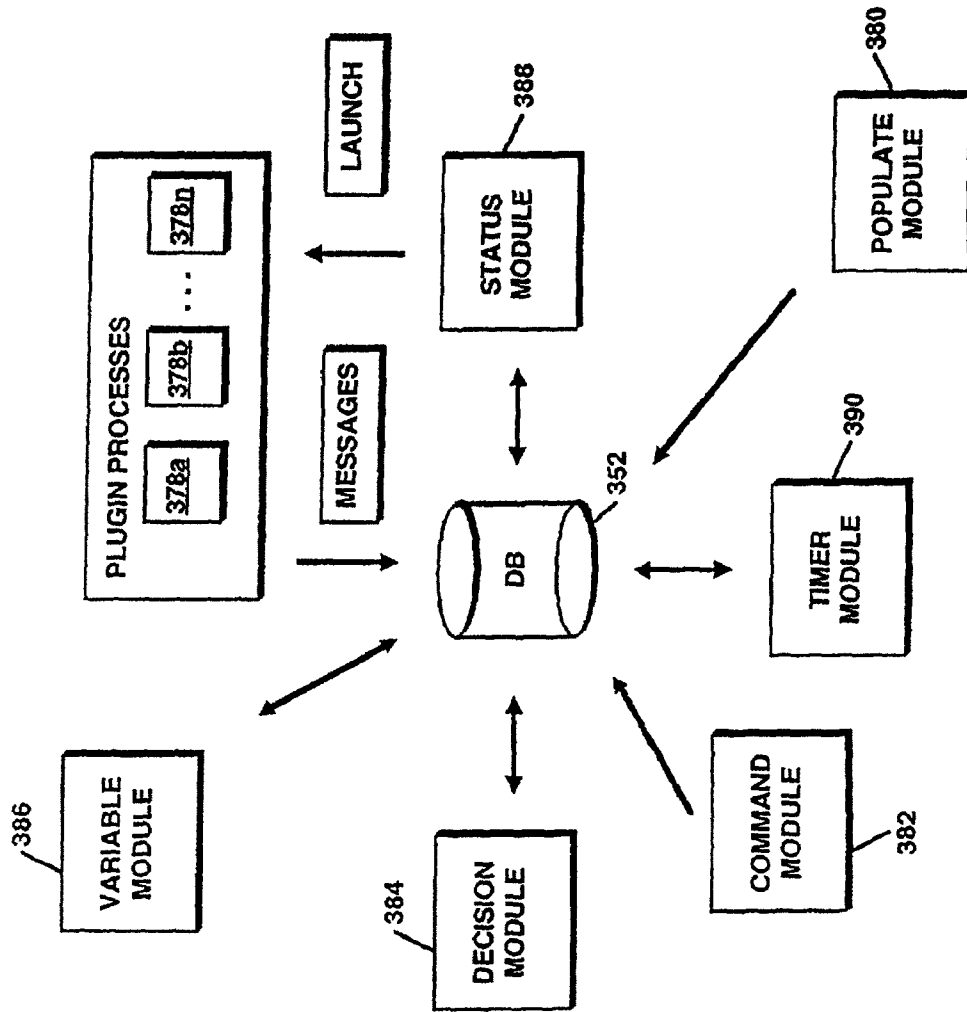 386
VARIABLE
MODULE
PLUGIN PROCESSES
378a
378b
...
378n
MESSAGES
LAUNCH
384
DECISION
MODULE
DB
352
STATUS
MODULE
388
COMMAND
MODULE
382
TIMER
MODULE
390
POPULATE
MODULE
380